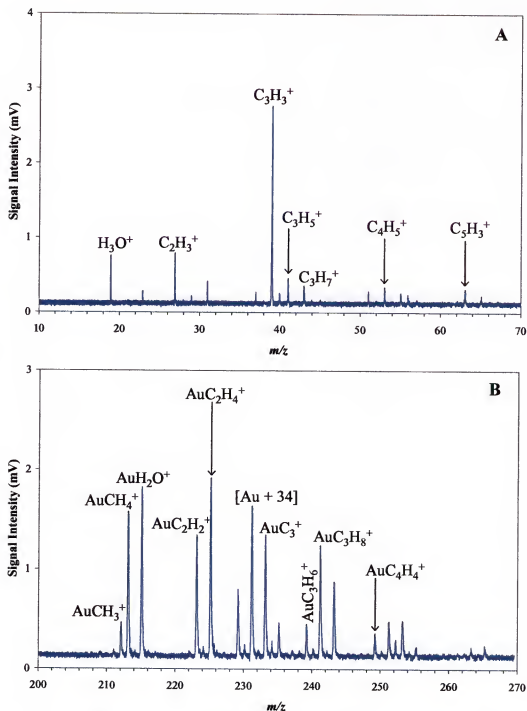 A
Signal Intensity (mV)
4
3
2
1
0
C₃H₃⁺
H₃O⁺
C₂H₃⁺
C₃H₅⁺
C₃H₇⁺
C₄H₅⁺
C₅H₃⁺
10 20 30 40 50 60 70
m/z
B
Signal Intensity (mV)
3
2
1
0
AuC₂H₄⁺
AuH₂O⁺
AuCH₄⁺
AuCH₃⁺
AuC₂H₂⁺
[Au + 34]
AuC₃⁺
AuC₃H₆⁺
AuC₃H₈⁺
AuC₄H₄⁺
200 210 220 230 240 250 260 270
m/z